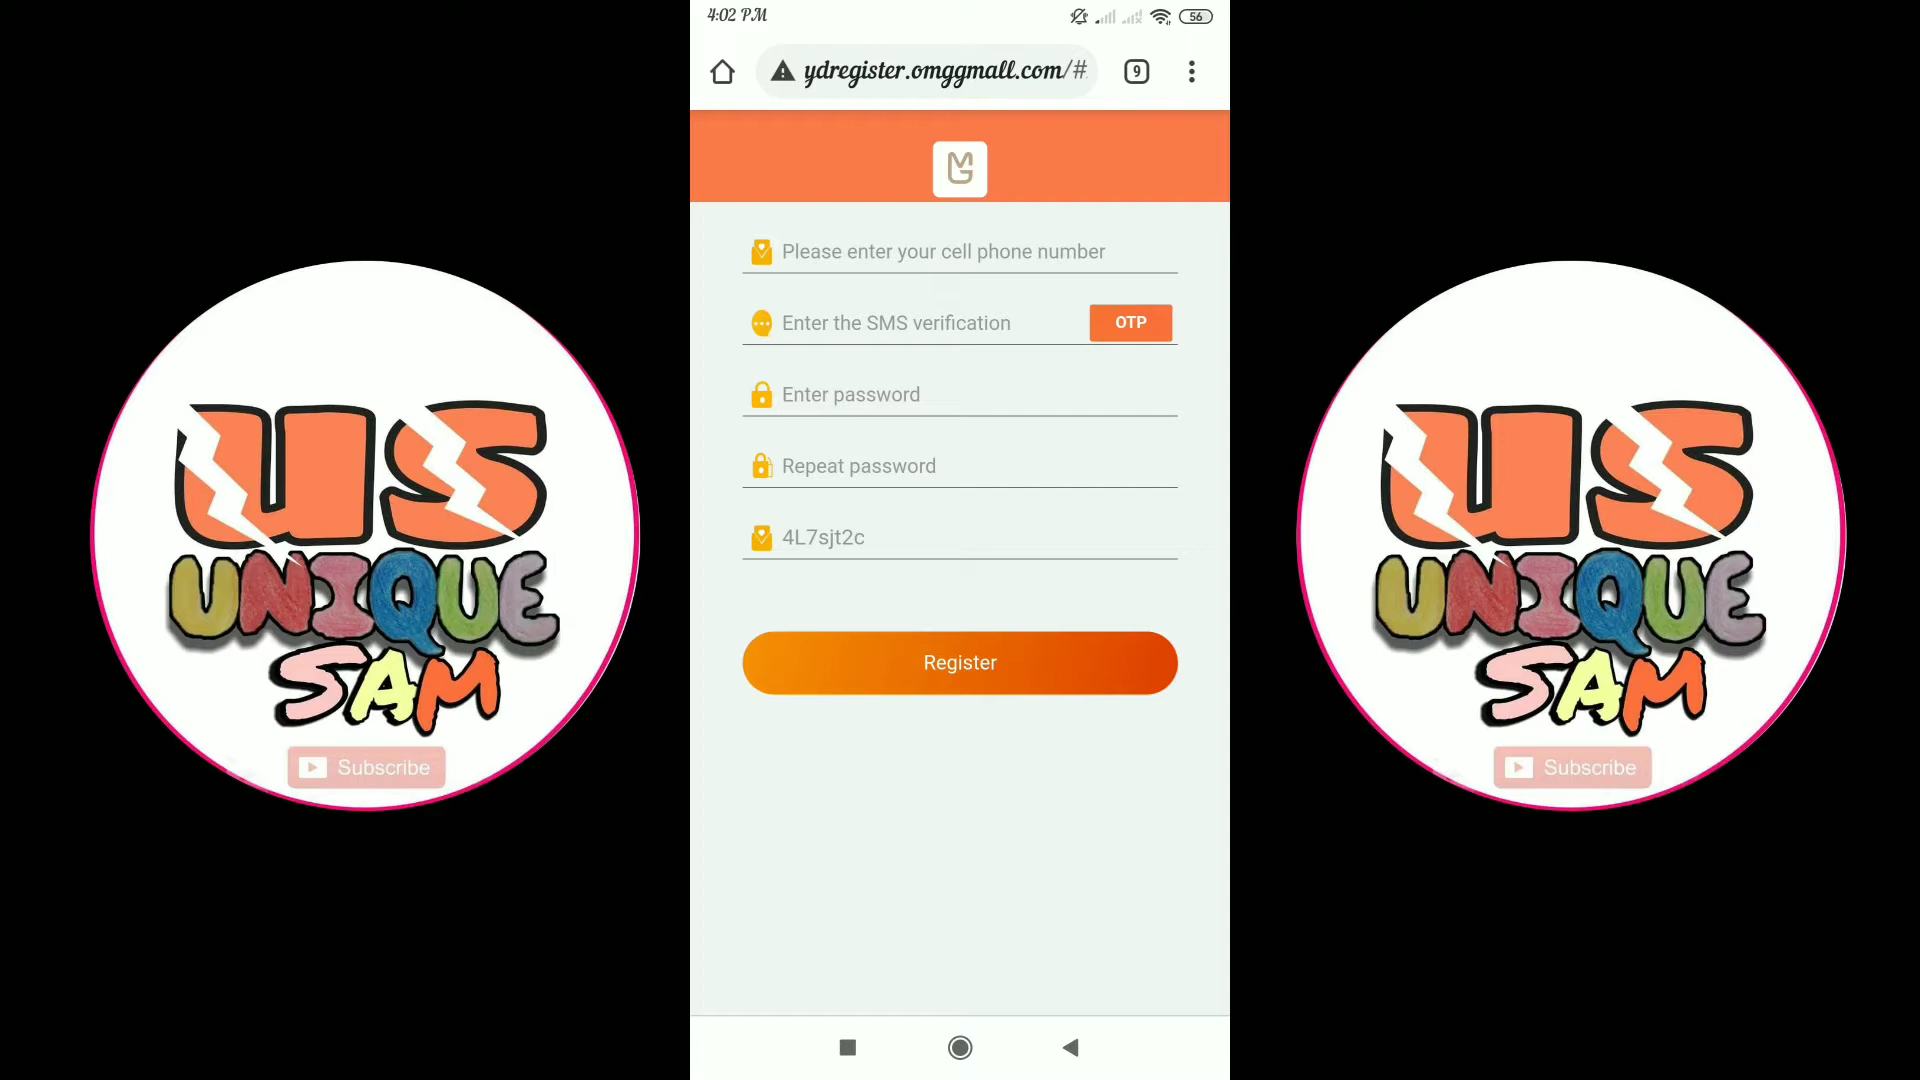 4:02 PM
56
ydregister.omggmall.com/#
9
MG
Please enter your cell phone number
Enter the SMS verification
OTP
Enter password
Repeat password
4L7sjt2c
Register
US
UNIQUE
SAM
Subscribe
US
UNIQUE
SAM
Subscribe